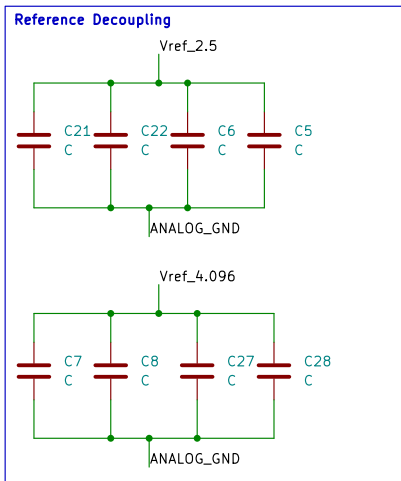 Reference Decoupling
Vref_2.5
C21 C22 C6 C5
C C C C
ANALOG_GND
Vref_4.096
C7 C8 C27 C28
C C C C
ANALOG_GND